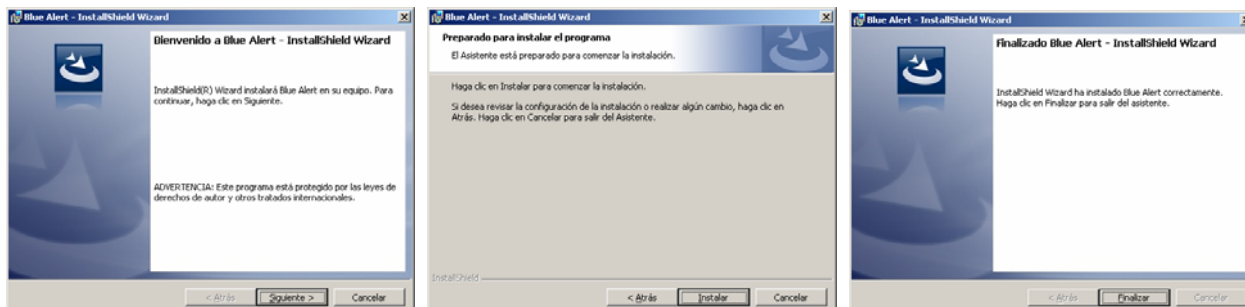 Blue Alert - InstallShield Wizard
Bienvenido a Blue Alert - InstallShield Wizard
InstallShield(R) Wizard instalará Blue Alert en su equipo. Para
continuar, haga clic en Siguiente.
ADVERTENCIA: Este programa está protegido por las leyes de
derechos de autor y otros tratados internacionales.
< Atrás
Siguiente >
Cancelar
Blue Alert - InstallShield Wizard
Preparado para instalar el programa
El Asistente está preparado para comenzar la instalación.
Haga clic en Instalar para comenzar la instalación.
Si desea revisar la configuración de la instalación o realizar algún cambio, haga clic en
Atrás. Haga clic en Cancelar para salir del Asistente.
InstallShield
< Atrás
Instalar
Cancelar
Blue Alert - InstallShield Wizard
Finalizado Blue Alert - InstallShield Wizard
InstallShield Wizard ha instalado Blue Alert correctamente.
Haga clic en Finalizar para salir del asistente.
< Atrás
Finalizar
Cancelar